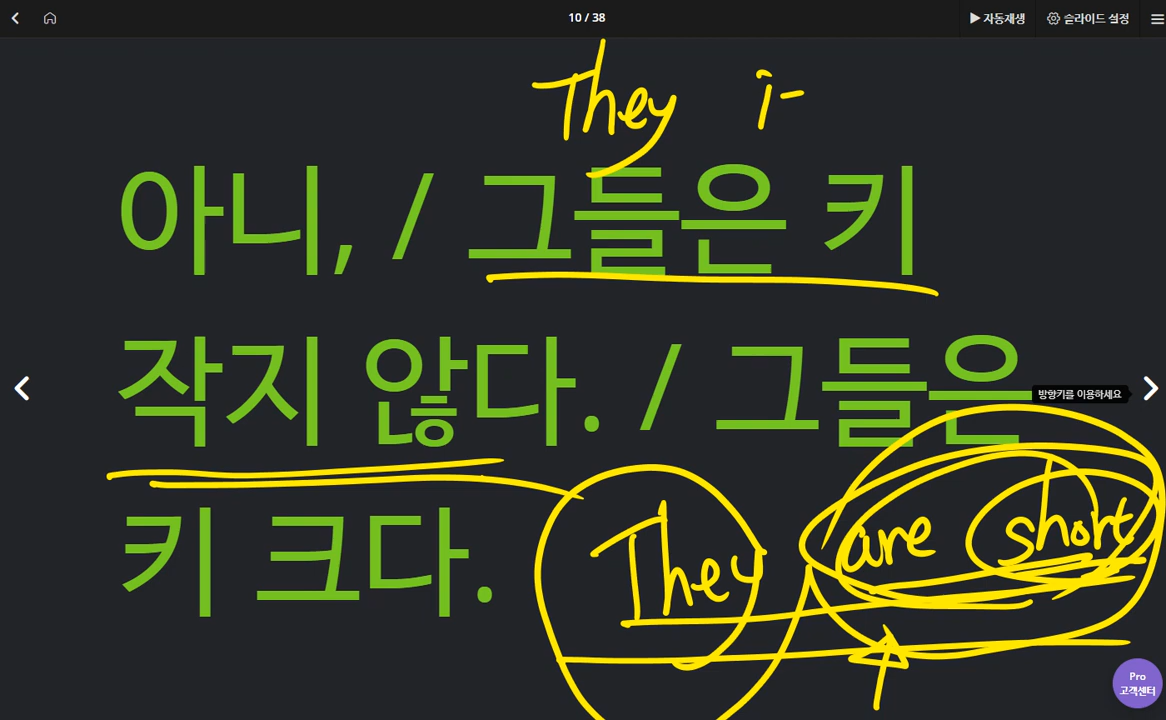 10 / 38
자동재생
슬라이드 설정
They i-
아니, / 그들은 키
작지 않다. / 그들은
방향키를 이용하세요
키 크다.
They are short
Pro
고객센터